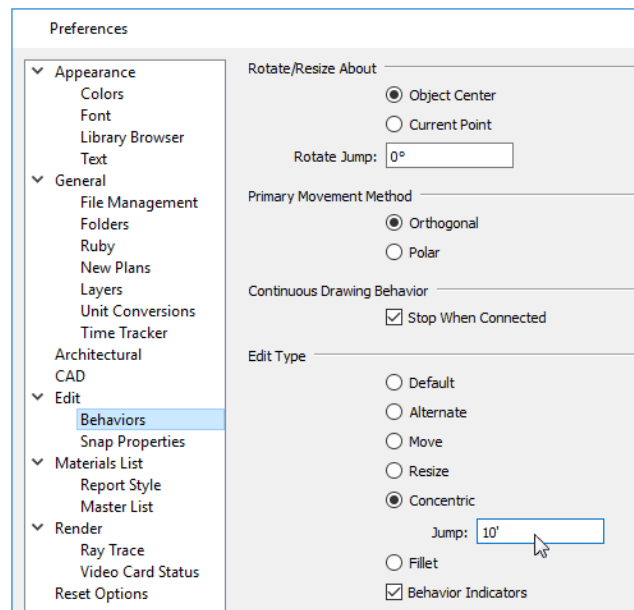 Preferences
Appearance
Colors
Font
Library Browser
Text
General
File Management
Folders
Ruby
New Plans
Layers
Unit Conversions
Time Tracker
Architectural
CAD
Edit
Behaviors
Snap Properties
Materials List
Report Style
Master List
Render
Ray Trace
Video Card Status
Reset Options
Rotate/Resize About
Object Center
Current Point
Rotate Jump: 0°
Primary Movement Method
Orthogonal
Polar
Continuous Drawing Behavior
Stop When Connected
Edit Type
Default
Alternate
Move
Resize
Concentric
Jump: 10'
Fillet
Behavior Indicators